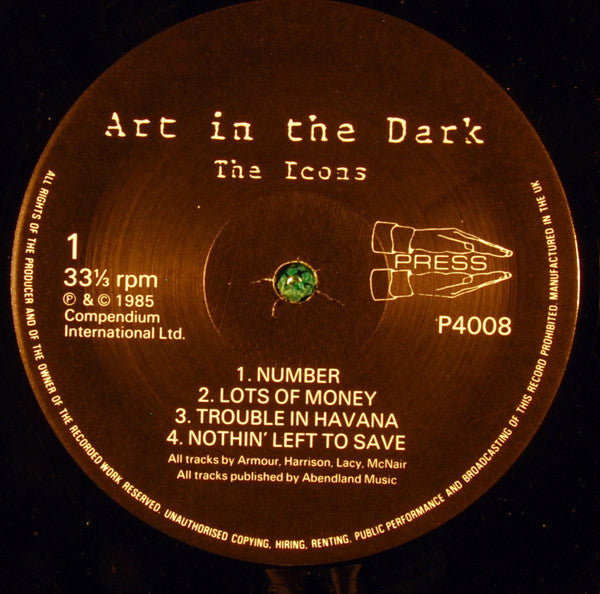 Art in the Dark
The Icons
1
33⅓ rpm
℗ & © 1985
Compendium
International Ltd.
PRESS
P4008
1. NUMBER
2. LOTS OF MONEY
3. TROUBLE IN HAVANA
4. NOTHIN' LEFT TO SAVE
All tracks by Armour, Harrison, Lacy, McNair
All tracks published by Abendland Music
ALL RIGHTS OF THE PRODUCER AND OF THE OWNER OF THE RECORDED WORK RESERVED. UNAUTHORISED COPYING, HIRING, RENTING, PUBLIC PERFORMANCE AND BROADCASTING OF THIS RECORD PROHIBITED. MANUFACTURED IN THE UK